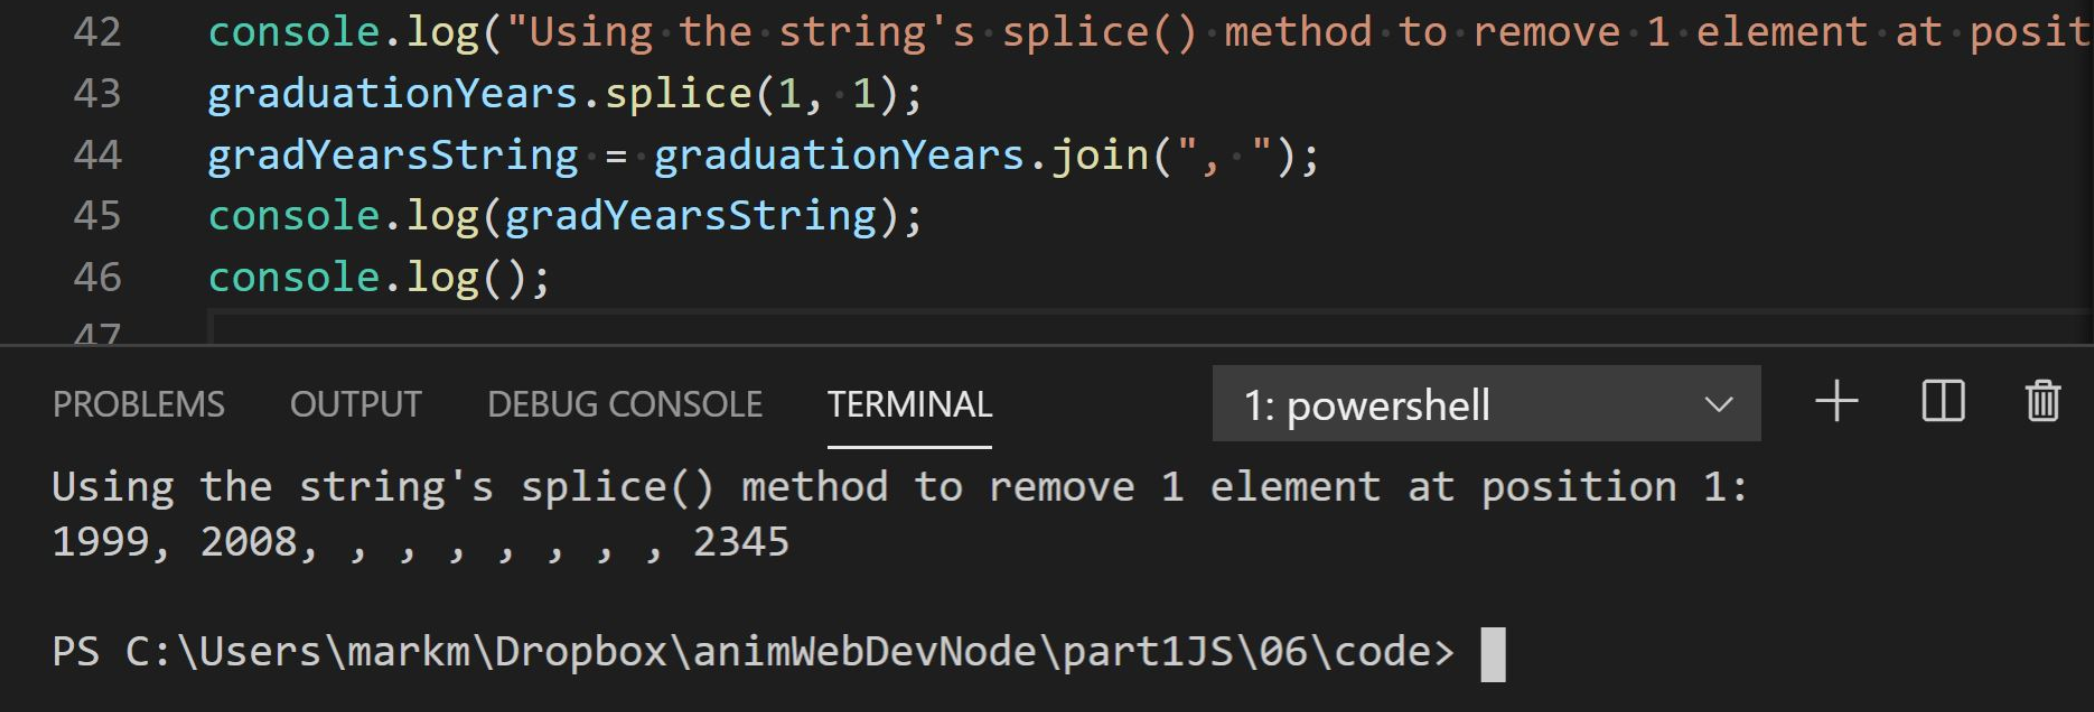 42 console.log("Using the string's splice() method to remove 1 element at posit
43 graduationYears.splice(1, 1);
44 gradYearsString = graduationYears.join(", ");
45 console.log(gradYearsString);
46 console.log();
47
PROBLEMS OUTPUT DEBUG CONSOLE TERMINAL 1: powershell
Using the string's splice() method to remove 1 element at position 1:
1999, 2008, , , , , , , , 2345
PS C:\Users\markm\Dropbox\animWebDevNode\part1JS\06\code>